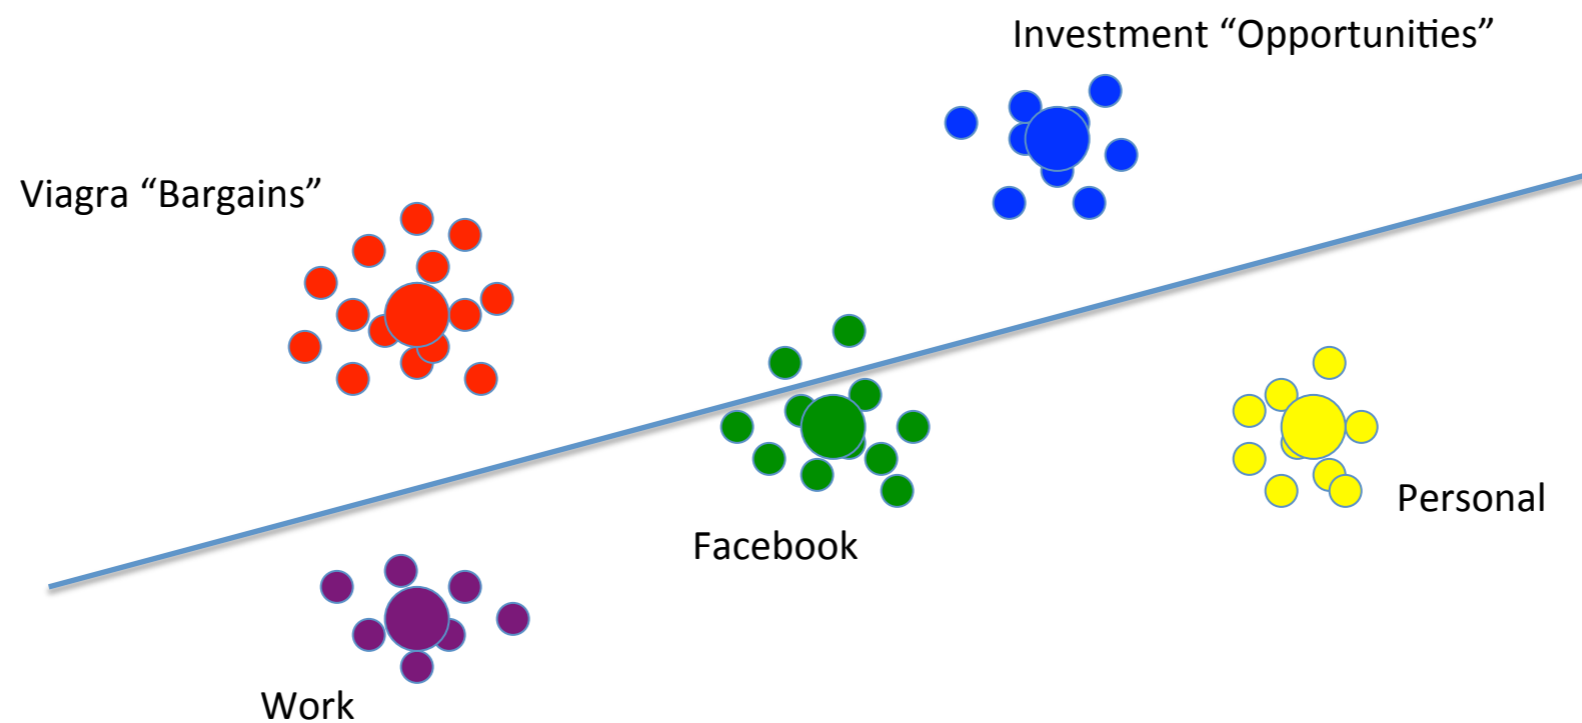 Investment “Opportunities”
Viagra “Bargains”
Personal
Facebook
Work